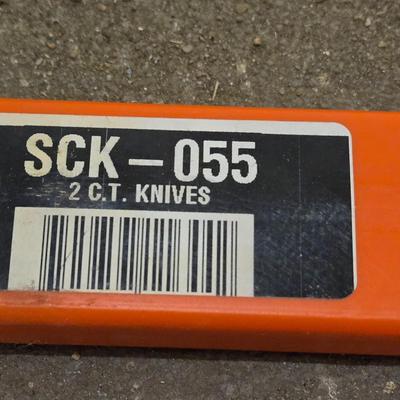 SCK – 055
2 C.T. KNIVES